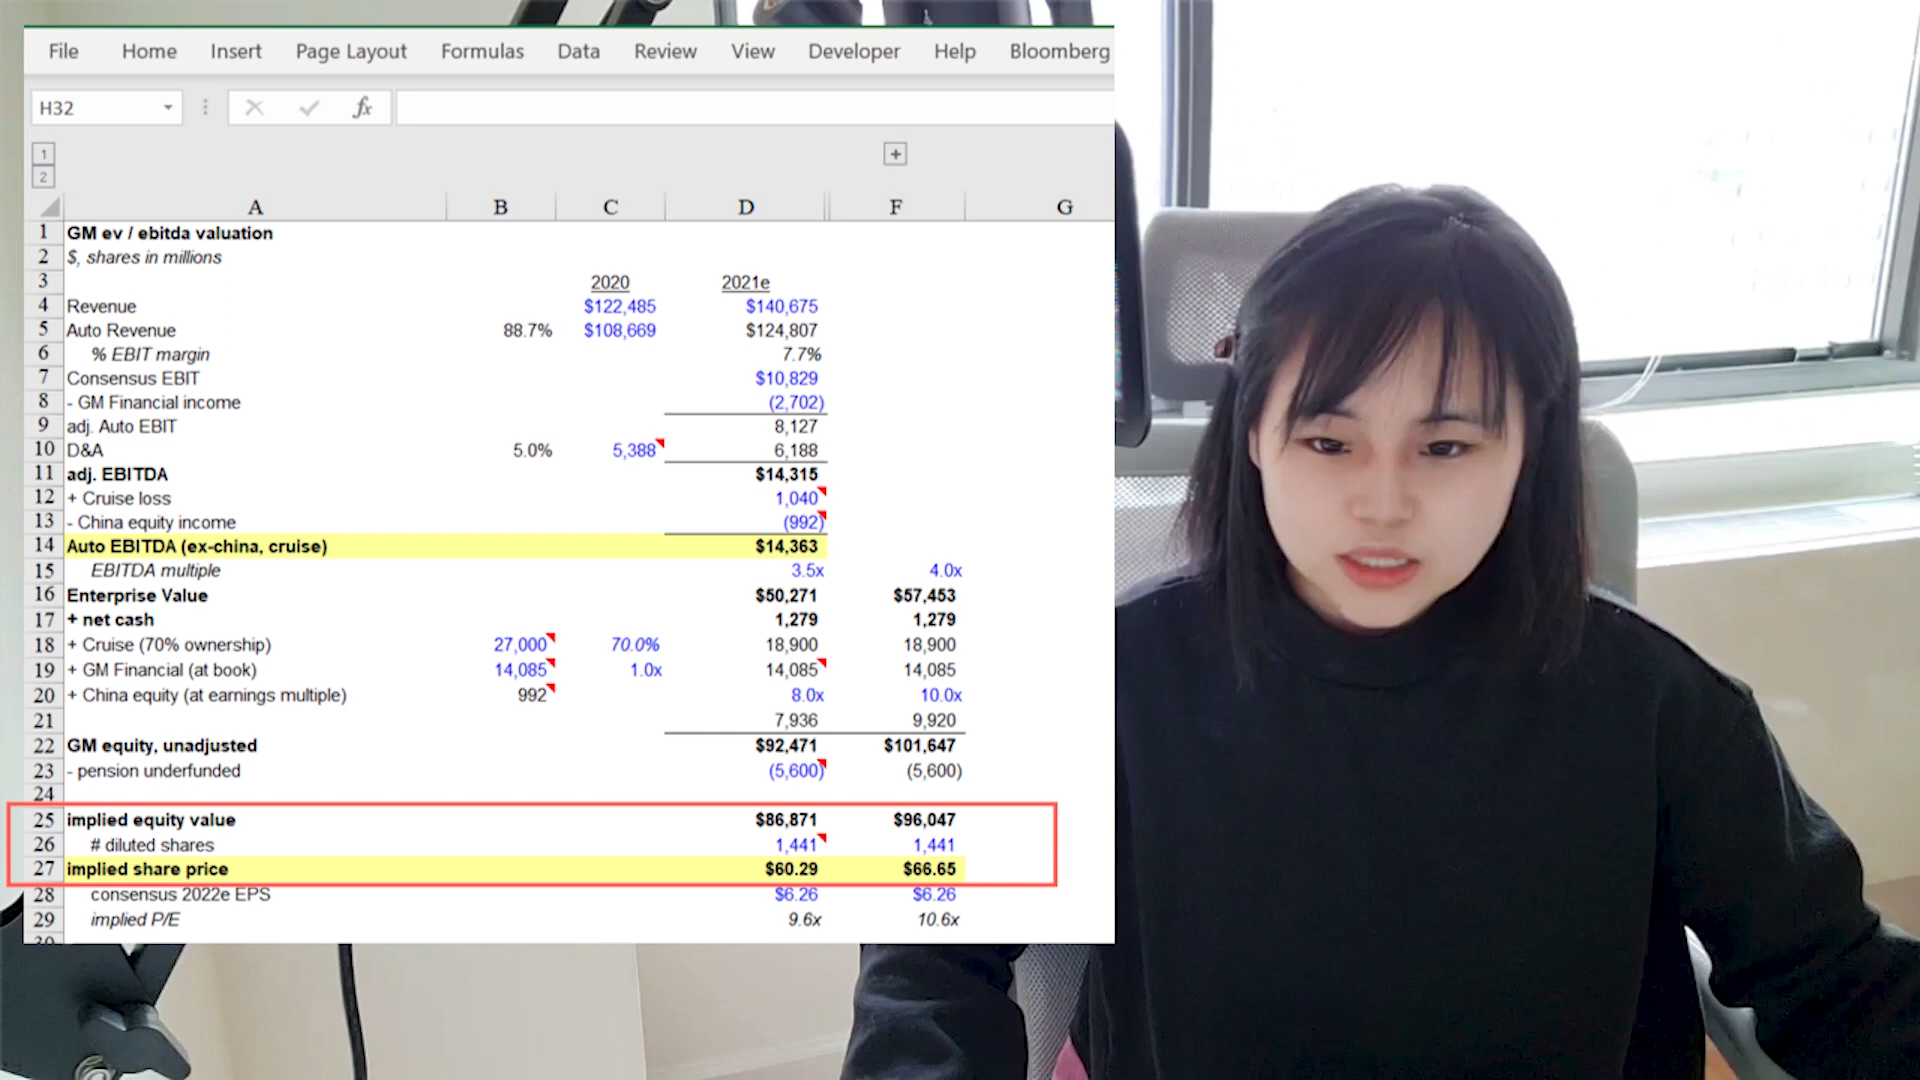 File Home Insert Page Layout Formulas Data Review View Developer Help Bloomberg
H32 fx
1
2
+
A B C D F G
1 GM ev / ebitda valuation
2 $, shares in millions
3 2020 2021e
4 Revenue $122,485 $140,675
5 Auto Revenue 88.7% $108,669 $124,807
6 % EBIT margin 7.7%
7 Consensus EBIT $10,829
8 - GM Financial income (2,702)
9 adj. Auto EBIT 8,127
10 D&A 5.0% 5,388 6,188
11 adj. EBITDA $14,315
12 + Cruise loss 1,040
13 - China equity income (992)
14 Auto EBITDA (ex-china, cruise) $14,363
15 EBITDA multiple 3.5x 4.0x
16 Enterprise Value $50,271 $57,453
17 + net cash 1,279 1,279
18 + Cruise (70% ownership) 27,000 70.0% 18,900 18,900
19 + GM Financial (at book) 14,085 1.0x 14,085 14,085
20 + China equity (at earnings multiple) 992 8.0x 10.0x
21 7,936 9,920
22 GM equity, unadjusted $92,471 $101,647
23 - pension underfunded (5,600) (5,600)
24
25 implied equity value $86,871 $96,047
26 # diluted shares 1,441 1,441
27 implied share price $60.29 $66.65
28 consensus 2022e EPS $6.26 $6.26
29 implied P/E 9.6x 10.6x